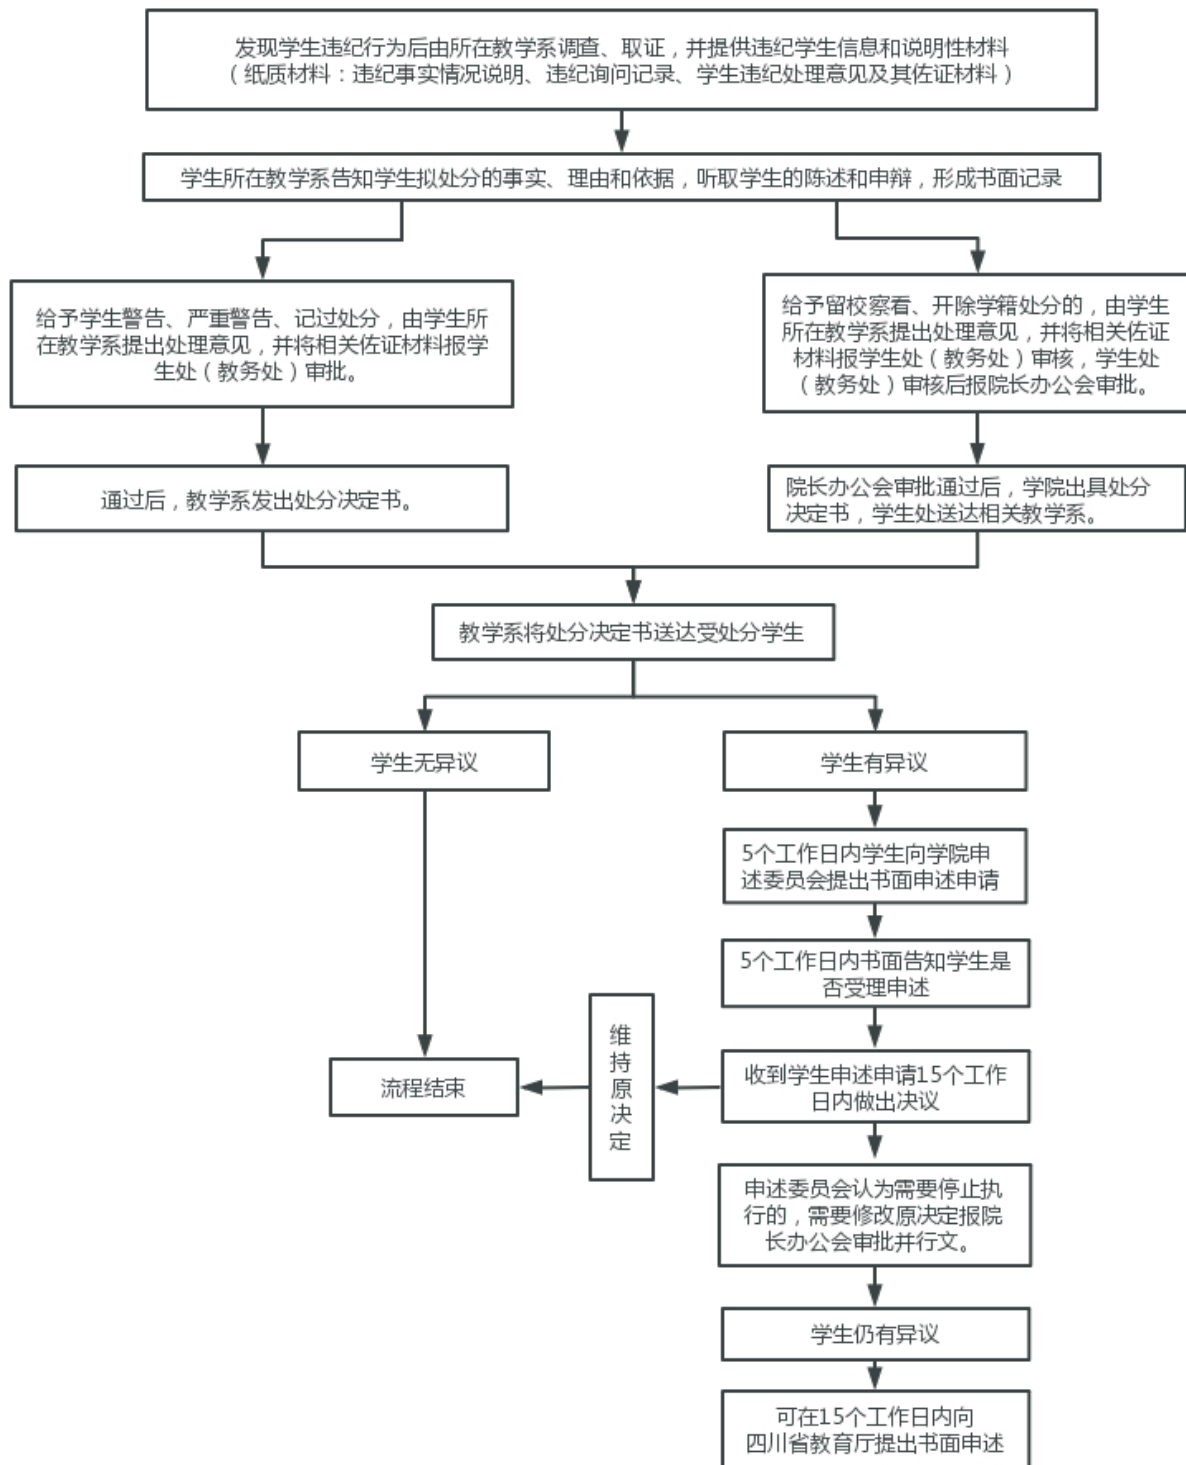 发现学生违纪行为后由所在教学系调查、取证，并提供违纪学生信息和说明性材料
（纸质材料：违纪事实情况说明、违纪询问记录、学生违纪处理意见及其佐证材料）
学生所在教学系告知学生拟处分的事实、理由和依据，听取学生的陈述和申辩，形成书面记录
给予学生警告、严重警告、记过处分，由学生所
在教学系提出处理意见，并将相关佐证材料报学
生处（教务处）审批。
给予留校察看、开除学籍处分的，由学生
所在教学系提出处理意见，并将相关佐证
材料报学生处（教务处）审核，学生处
（教务处）审核后报院长办公会审批。
通过后，教学系发出处分决定书。
院长办公会审批通过后，学院出具处分
决定书，学生处送达相关教学系。
教学系将处分决定书送达受处分学生
学生无异议
学生有异议
5个工作日内学生向学院申
述委员会提出书面申述申请
5个工作日内书面告知学生是
否受理申述
收到学生申述申请15个工作
日内做出决议
维
持
原
决
定
流程结束
申述委员会认为需要停止执
行的，需要修改原决定报院
长办公会审批并行文。
学生仍有异议
可在15个工作日内向
四川省教育厅提出书面申述